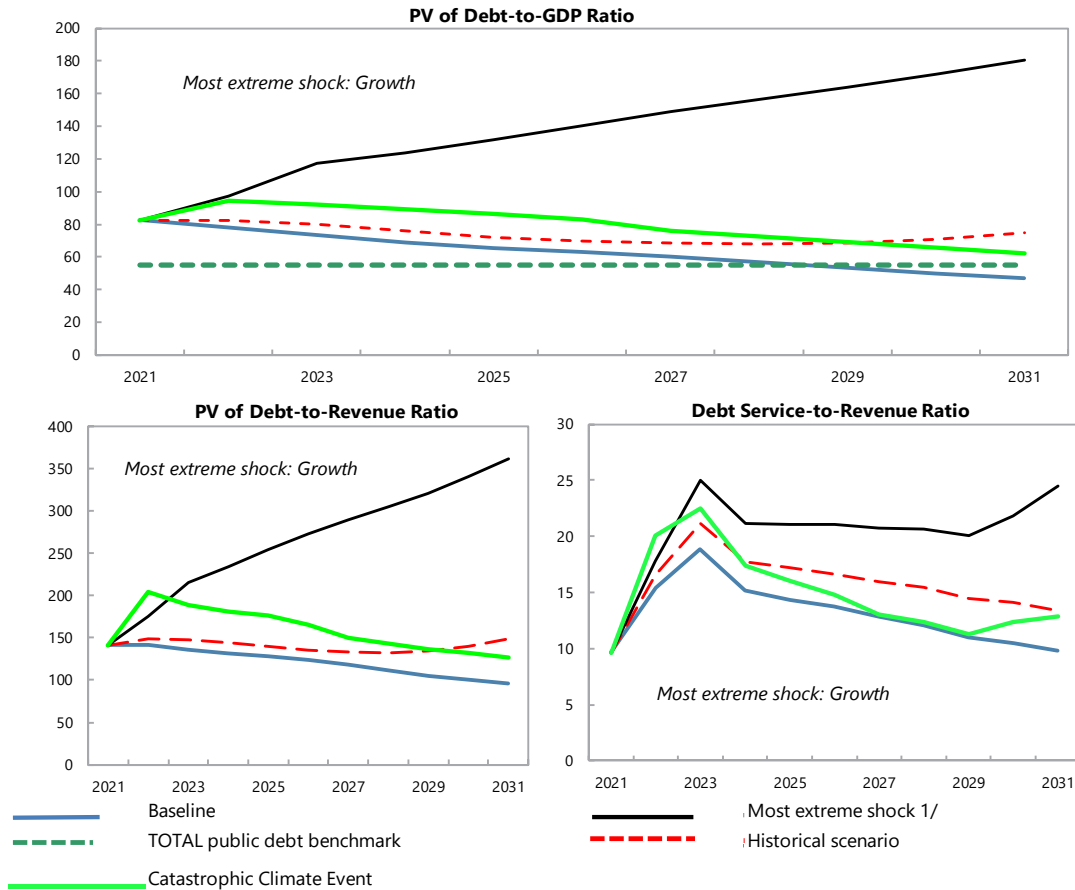 PV of Debt-to-GDP Ratio
200
180
160
140
120
100
80
60
40
20
0
Most extreme shock: Growth
2021 2023 2025 2027 2029 2031
PV of Debt-to-Revenue Ratio
400
350
300
250
200
150
100
50
0
Most extreme shock: Growth
2021 2023 2025 2027 2029 2031
Debt Service-to-Revenue Ratio
30
25
20
15
10
5
0
Most extreme shock: Growth
2021 2023 2025 2027 2029 2031
Baseline
Most extreme shock 1/
TOTAL public debt benchmark
Historical scenario
Catastrophic Climate Event